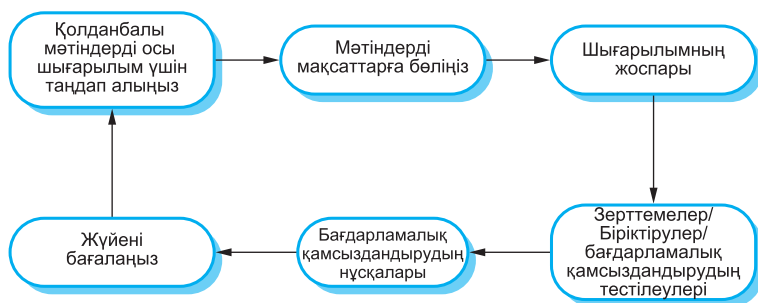 Қолданбалы
мәтіндерді осы
шығарылым үшін
таңдап алыңыз
Мәтіндерді
мақсаттарға бөліңіз
Шығарылымның
жоспары
Зерттемелер/
Біріктірулер/
бағдарламалық
қамсыздандырудың
тестілеулері
Бағдарламалық
қамсыздандырудың
нұсқалары
Жүйені
бағалаңыз